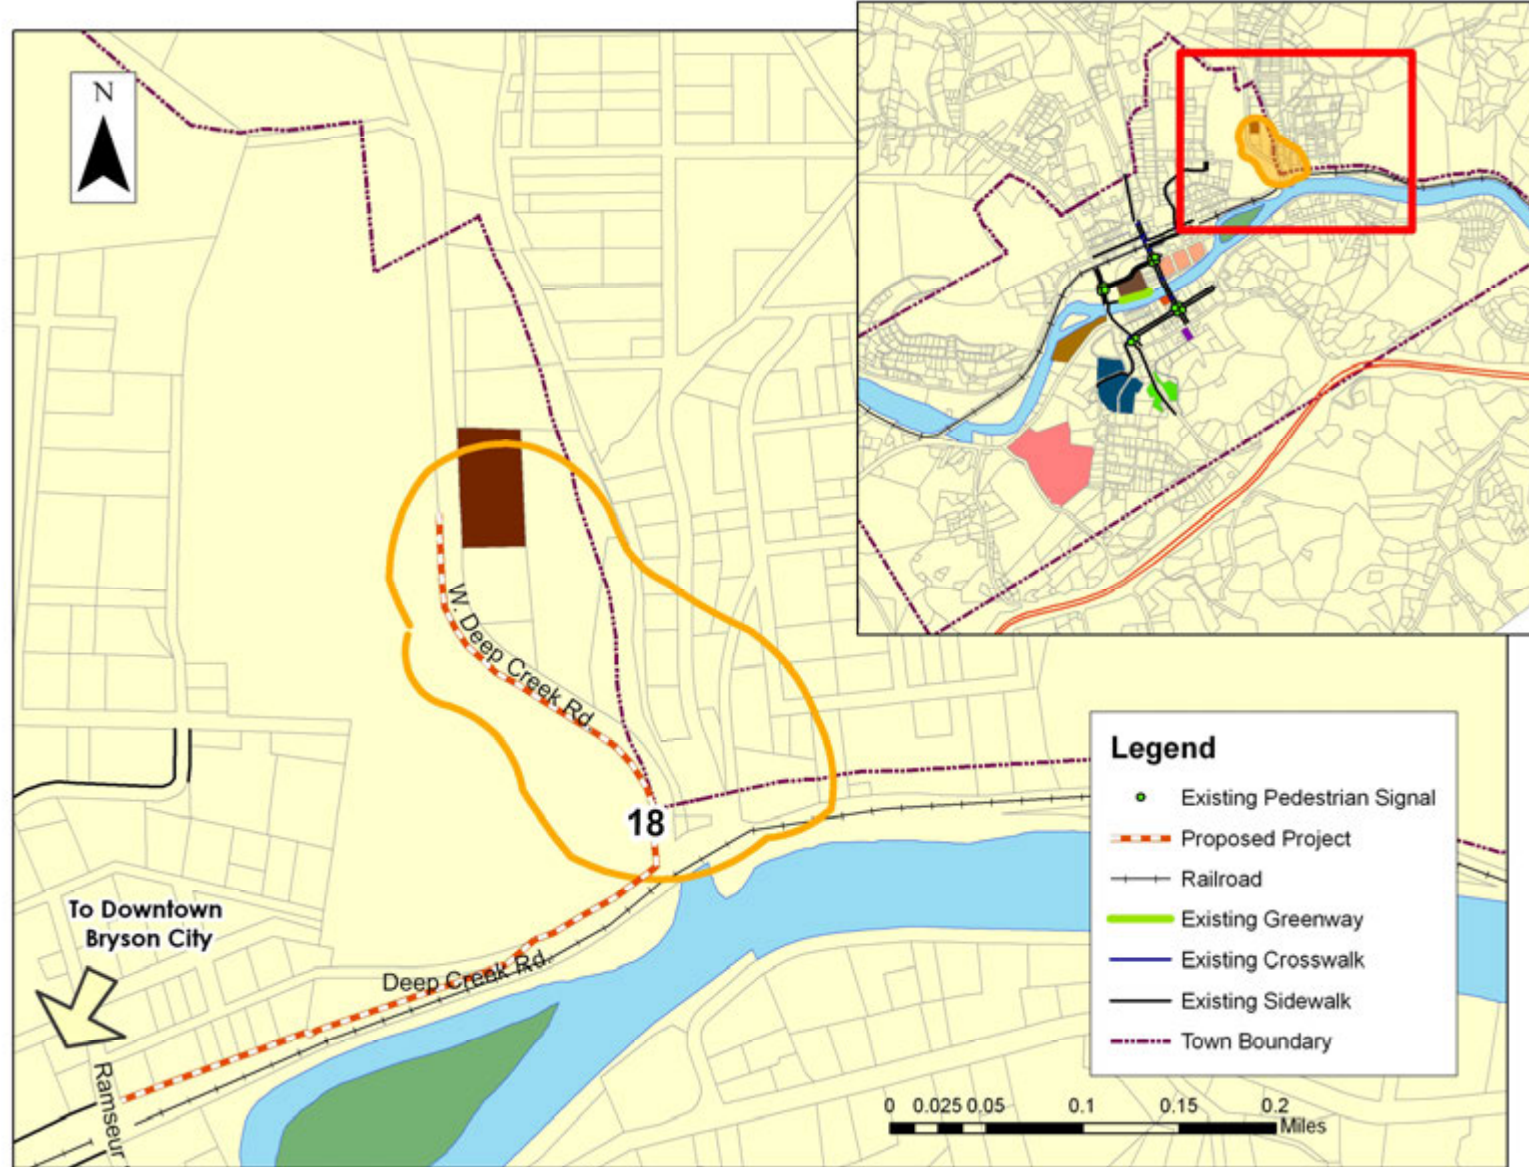 N
W. Deep Creek Rd.
18
To Downtown
Bryson City
Deep Creek Rd.
Ramseur
Legend
Existing Pedestrian Signal
Proposed Project
Railroad
Existing Greenway
Existing Crosswalk
Existing Sidewalk
Town Boundary
0 0.025 0.05 0.1 0.15 0.2
Miles